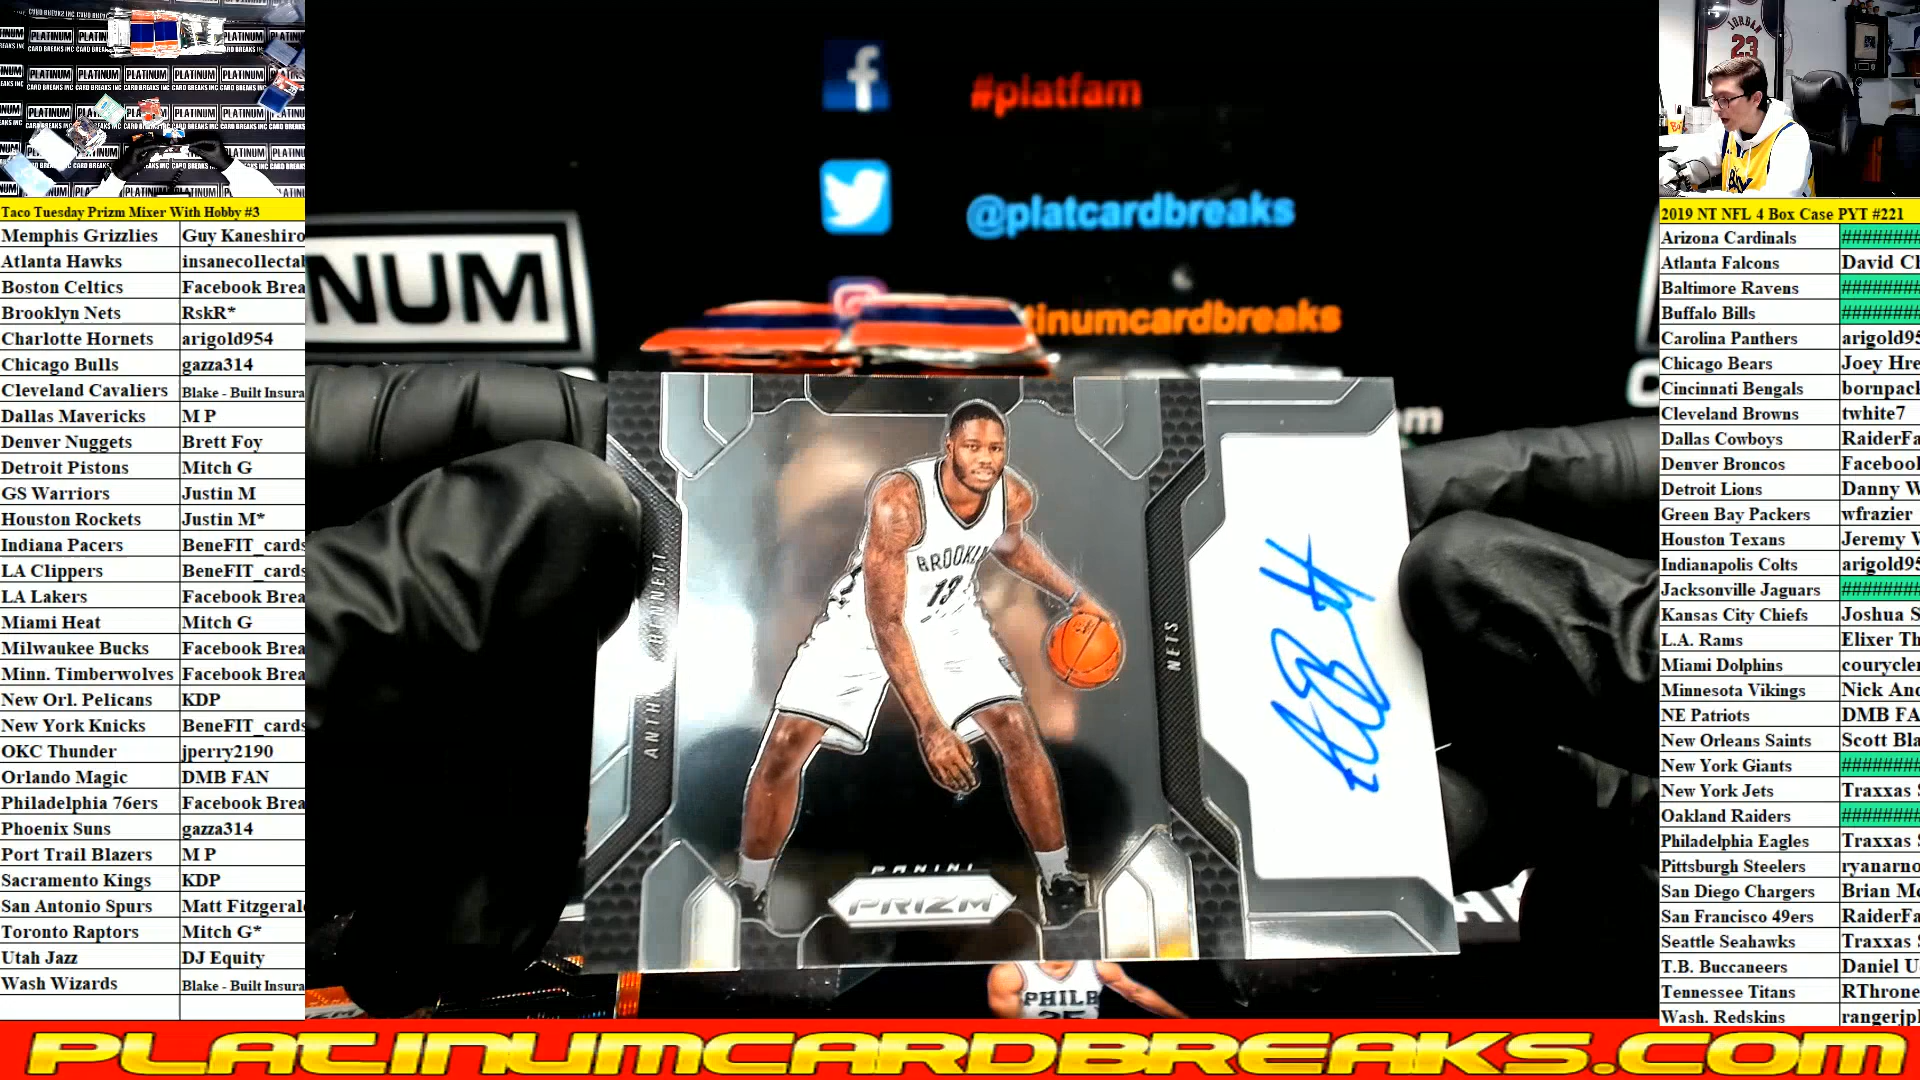 Taco Tuesday Prizm Mixer With Hobby #3
Memphis Grizzlies Guy Kaneshiro
Atlanta Hawks insanecollectal
Boston Celtics Facebook Brea
Brooklyn Nets RskR*
Charlotte Hornets arigold954
Chicago Bulls gazza314
Cleveland Cavaliers Blake - Built Insura
Dallas Mavericks M P
Denver Nuggets Brett Foy
Detroit Pistons Mitch G
GS Warriors Justin M
Houston Rockets Justin M*
Indiana Pacers BeneFIT_cards
LA Clippers BeneFIT_cards
LA Lakers Facebook Brea
Miami Heat Mitch G
Milwaukee Bucks Facebook Brea
Minn. Timberwolves Facebook Brea
New Orl. Pelicans KDP
New York Knicks BeneFIT_cards
OKC Thunder jperry2190
Orlando Magic DMB FAN
Philadelphia 76ers Facebook Brea
Phoenix Suns gazza314
Port Trail Blazers M P
Sacramento Kings KDP
San Antonio Spurs Matt Fitzgeral
Toronto Raptors Mitch G*
Utah Jazz DJ Equity
Wash Wizards Blake - Built Insura
#platfam
@platcardbreaks
tinumcardbreaks
NUM
BROOKLYN
13
NETS
PANINI
PRIZM
PHILA
JORDAN
23
2019 NT NFL 4 Box Case PYT #221
Arizona Cardinals #########
Atlanta Falcons David Cl
Baltimore Ravens #########
Buffalo Bills #########
Carolina Panthers arigold95
Chicago Bears Joey Hre
Cincinnati Bengals bornpack
Cleveland Browns twhite7
Dallas Cowboys RaiderFa
Denver Broncos Facebook
Detroit Lions Danny W
Green Bay Packers wfrazier
Houston Texans Jeremy W
Indianapolis Colts arigold95
Jacksonville Jaguars #########
Kansas City Chiefs Joshua S
L.A. Rams Elixer Th
Miami Dolphins couryclen
Minnesota Vikings Nick And
NE Patriots DMB FA
New Orleans Saints Scott Bla
New York Giants #########
New York Jets Traxxas S
Oakland Raiders #########
Philadelphia Eagles Traxxas S
Pittsburgh Steelers ryanarno
San Diego Chargers Brian Mc
San Francisco 49ers RaiderFa
Seattle Seahawks Traxxas S
T.B. Buccaneers Daniel U
Tennessee Titans RThrone
Wash. Redskins rangerjpl
PLATINUMCARDBREAKS.COM